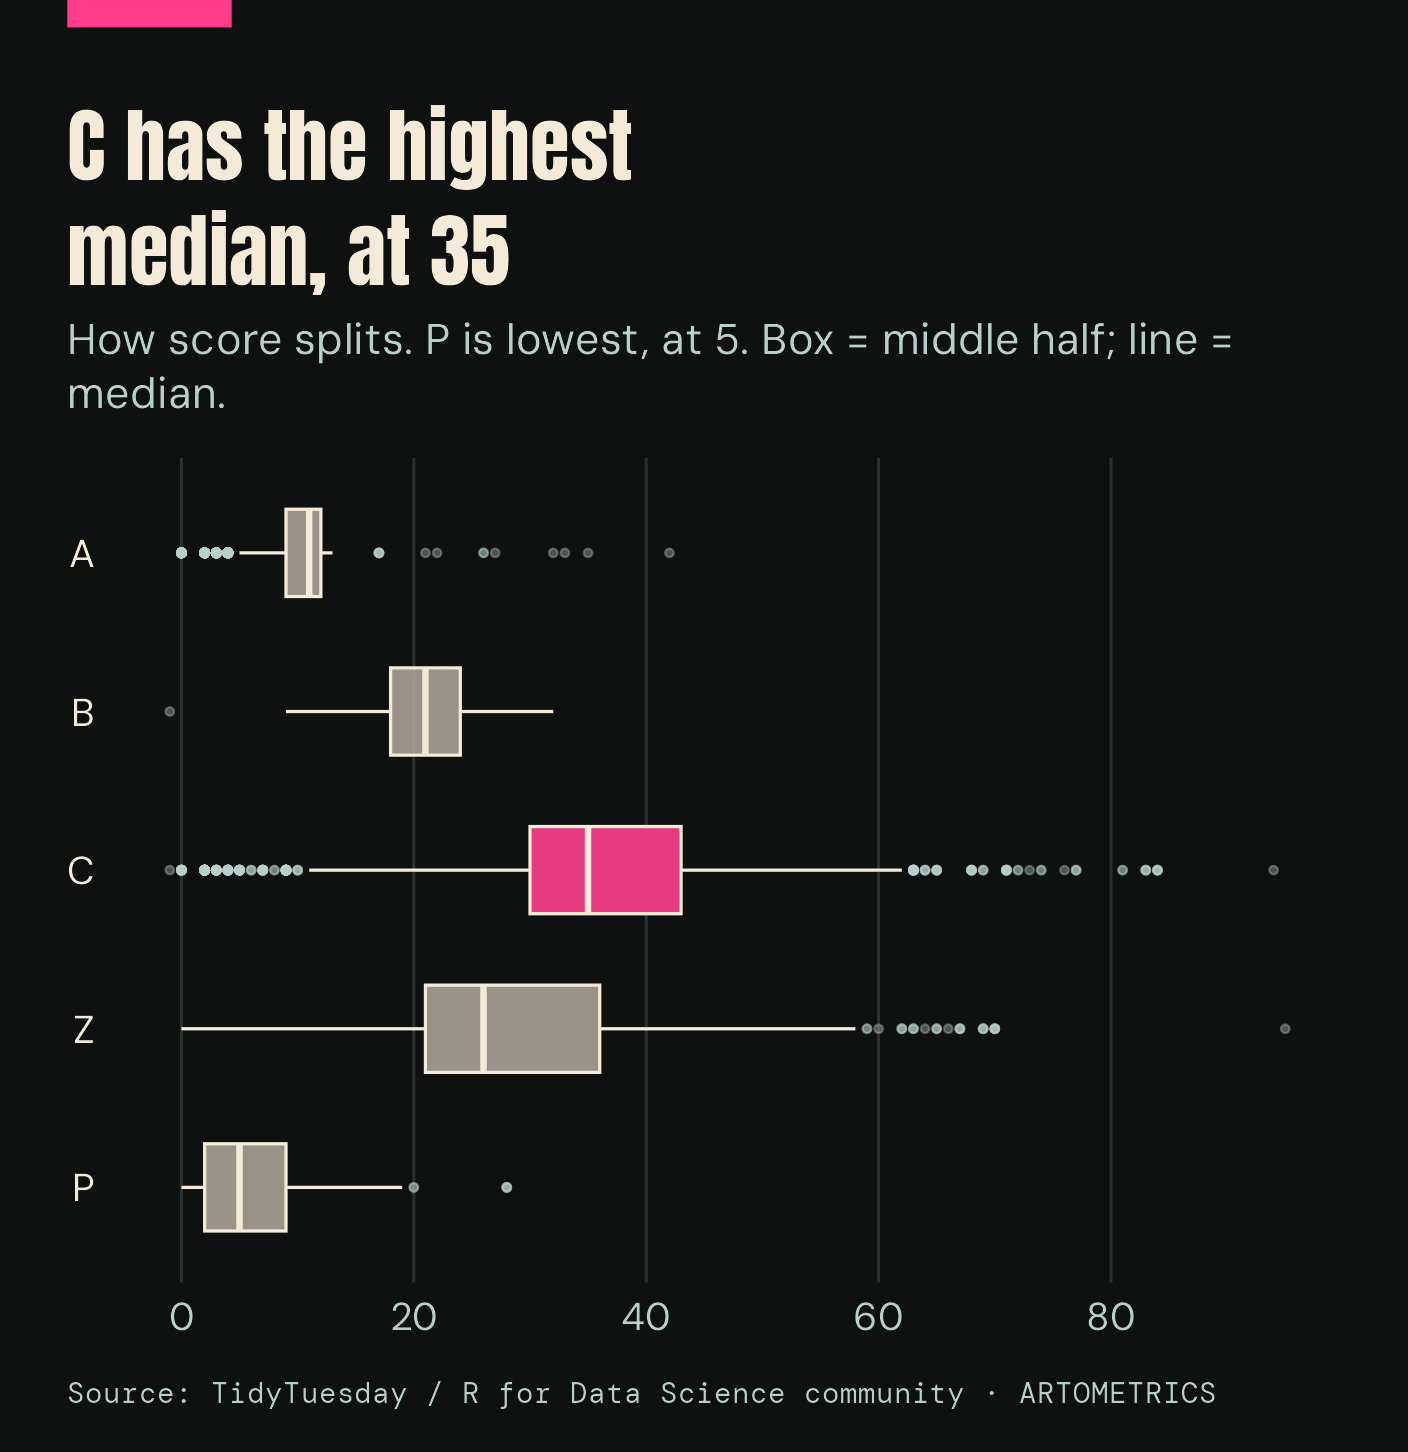 C has the highest
median, at 35
How score splits. P is lowest, at 5. Box = middle half; line =
median.
A
B
C
Z
P
0 20 40 60 80
Source: TidyTuesday / R for Data Science community · ARTOMETRICS